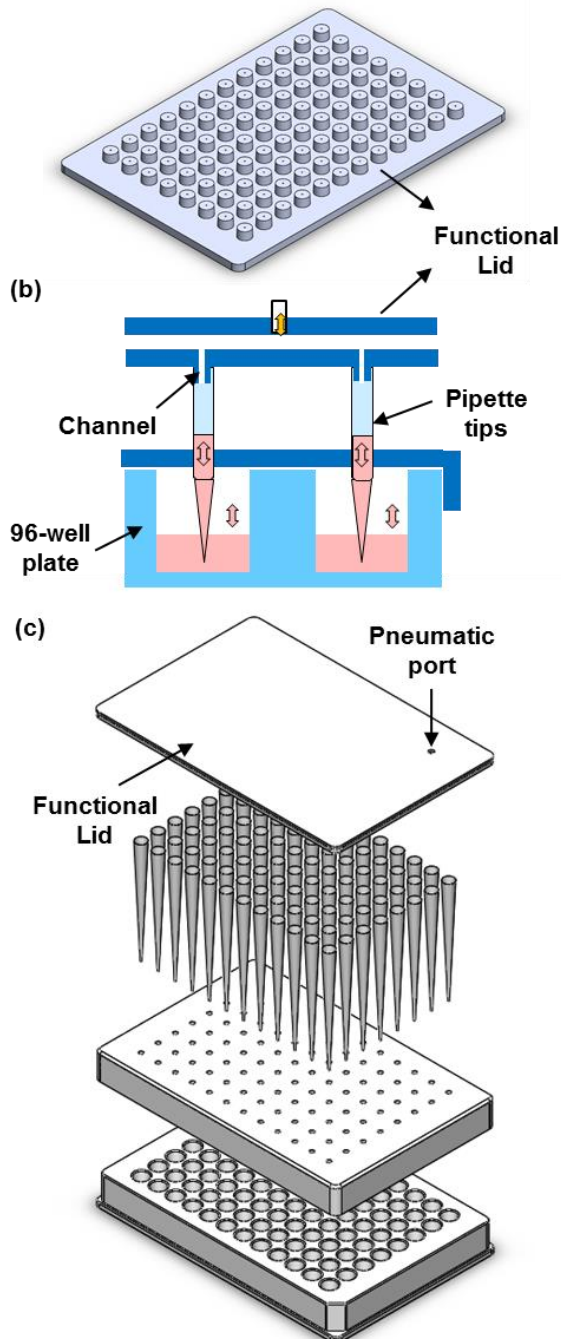 Functional
Lid
(b)
Channel
Pipette
tips
96-well
plate
(c)
Pneumatic
port
Functional
Lid